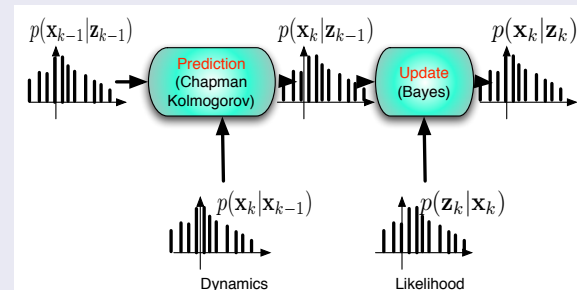 p(x_{k-1}|z_{k-1})
p(x_k|z_{k-1})
p(x_k|z_k)
Prediction
(Chapman
Kolmogorov)
Update
(Bayes)
p(x_k|x_{k-1})
p(z_k|x_k)
Dynamics
Likelihood